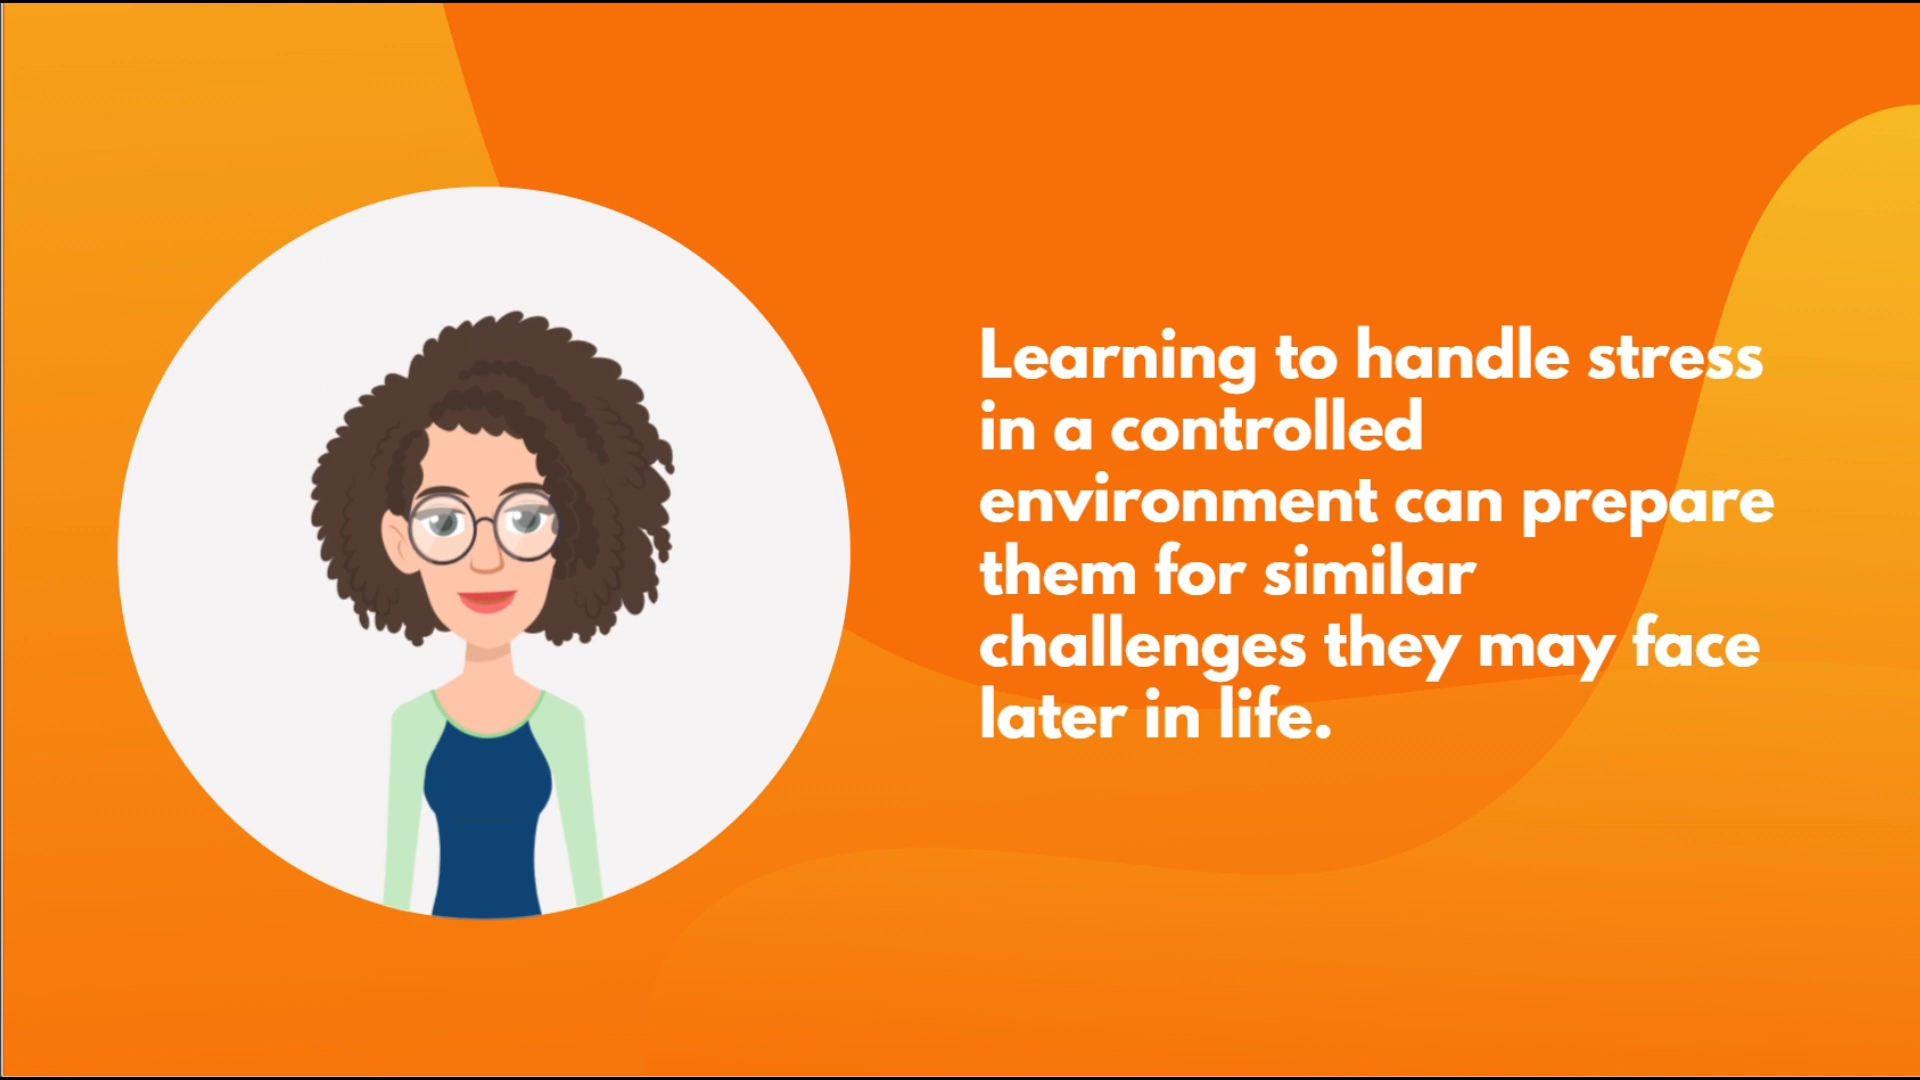 Learning to handle stress
in a controlled
environment can prepare
them for similar
challenges they may face
later in life.